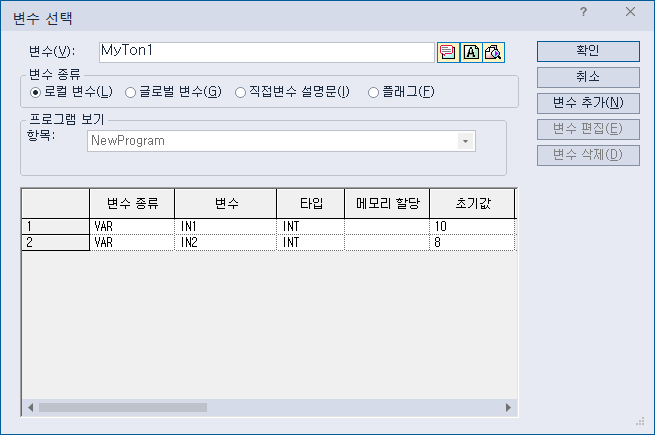 변수 선택
?
변수(V): MyTon1
확인
취소
변수 종류
로컬 변수(L) 글로벌 변수(G) 직접변수 설명문(I) 플래그(F)
변수 추가(N)
프로그램 보기
변수 편집(E)
항목: NewProgram
변수 삭제(D)
변수 종류 변수 타입 메모리 할당 초기값
1 VAR IN1 INT 10
2 VAR IN2 INT 8